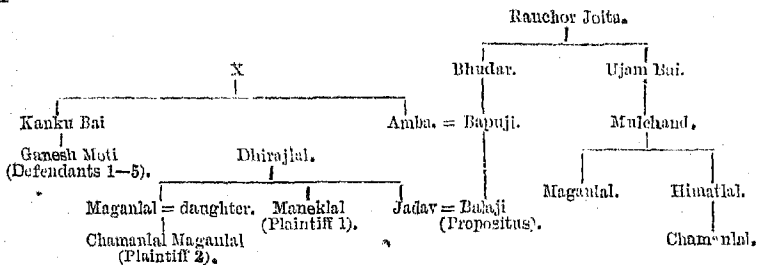 Ranchor Joita.
X Bhudar. Ujam Bai.
Kanku Bai Amba. = Bapuji. Mulchand.
Ganesh Moti Dhirajlal.
(Defendants 1—5).
Maganlal. Himatlal.
Maganlal = daughter. Maneklal Jadav = Balaji
(Plaintiff 1). (Propositus).
Chamanlal Maganlal Chamanlal.
(Plaintiff 2).